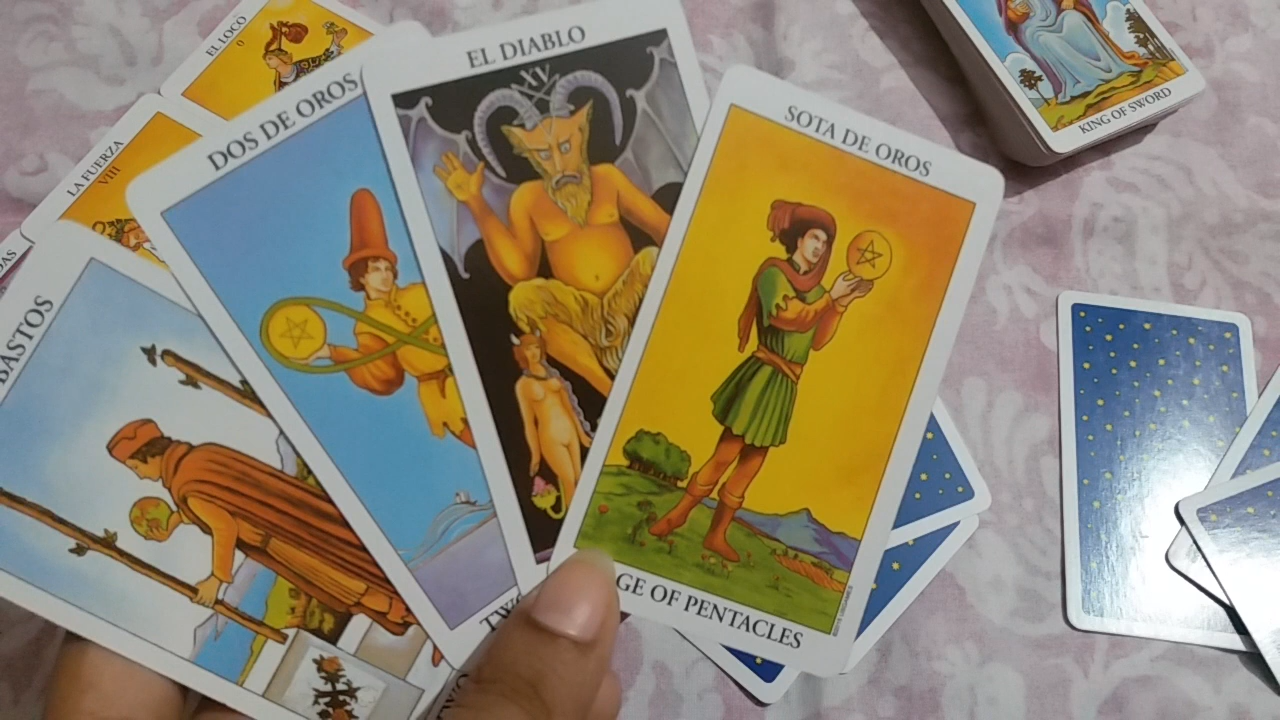 EL LOCO
0
LA FUERZA
VIII
BASTOS
DOS DE OROS
EL DIABLO
XV
SOTA DE OROS
GE OF PENTACLES
KING OF SWORD